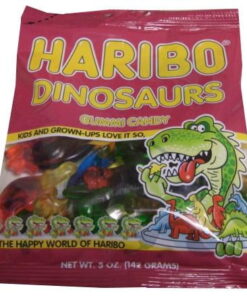 HARIBO
DINOSAURS
GUMMI CANDY
KIDS AND GROWN-UPS LOVE IT SO,
THE HAPPY WORLD OF HARIBO
NET WT. 5 OZ. (142 GRAMS)